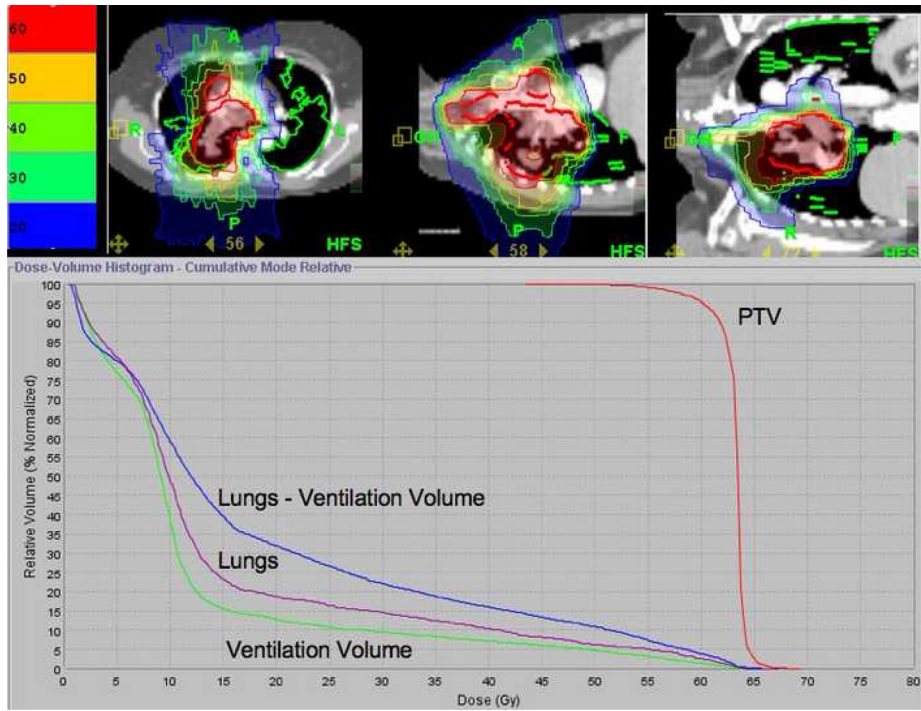 60
50
40
30
20
A
R
L
P
56
HFS
A
F
P
58
HFS
L
F
R
HFS
Dose-Volume Histogram - Cumulative Mode Relative
Relative Volume (% Normalized)
100
95
90
85
80
75
70
65
60
55
50
45
40
35
30
25
20
15
10
5
0
PTV
Lungs - Ventilation Volume
Lungs
Ventilation Volume
0 5 10 15 20 25 30 35 40 45 50 55 60 65 70 75 80
Dose (Gy)